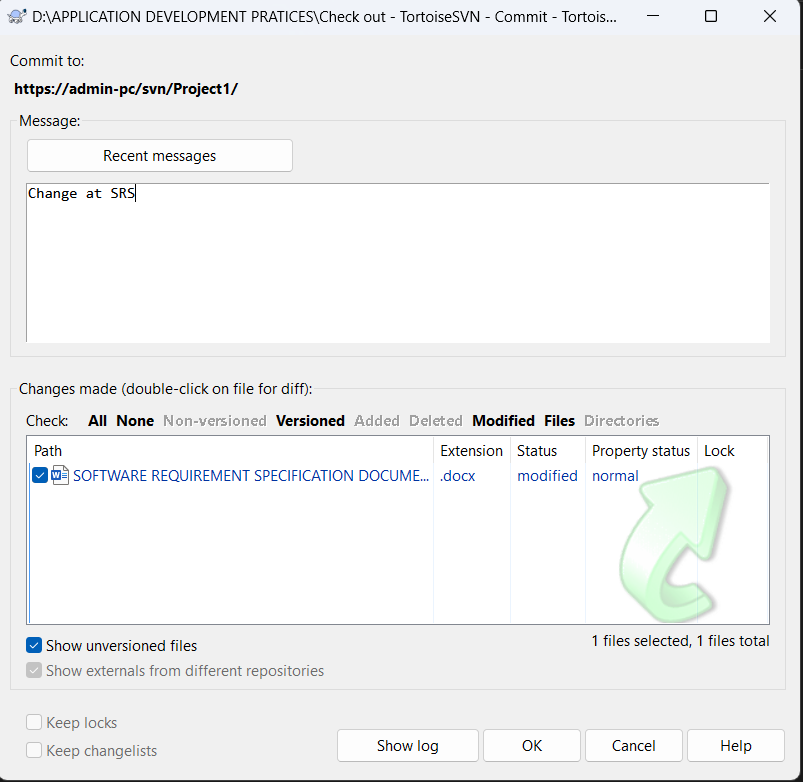 D:\APPLICATION DEVELOPMENT PRATICES\Check out - TortoiseSVN - Commit - Tortois...
Commit to:
https://admin-pc/svn/Project1/
Message:
Recent messages
Change at SRS
Changes made (double-click on file for diff):
Check: All None Non-versioned Versioned Added Deleted Modified Files Directories
Path Extension Status Property status Lock
SOFTWARE REQUIREMENT SPECIFICATION DOCUME... .docx modified normal
Show unversioned files
1 files selected, 1 files total
Show externals from different repositories
Keep locks
Keep changelists
Show log OK Cancel Help